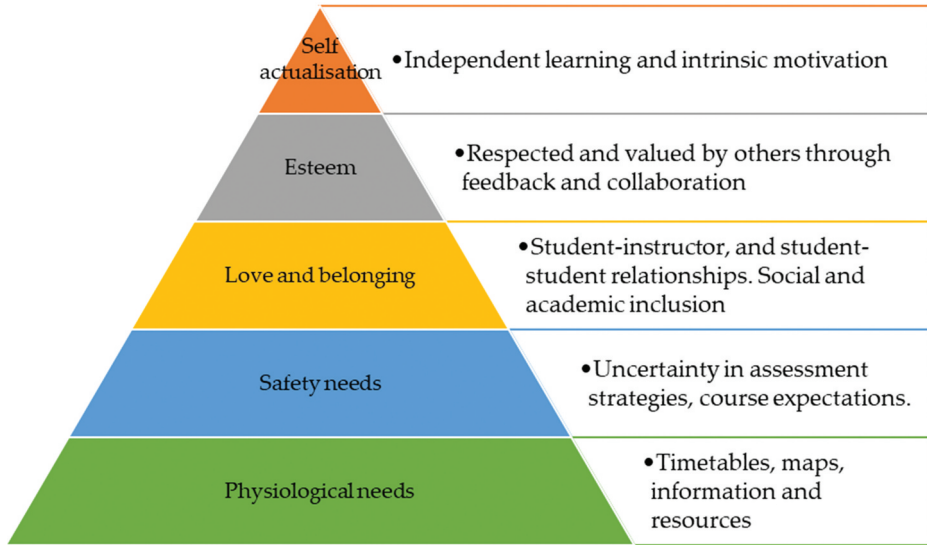 Self
actualisation
•Independent learning and intrinsic motivation
Esteem
•Respected and valued by others through
feedback and collaboration
Love and belonging
•Student-instructor, and student-
student relationships. Social and
academic inclusion
Safety needs
•Uncertainty in assessment
strategies, course expectations.
Physiological needs
•Timetables, maps,
information and
resources